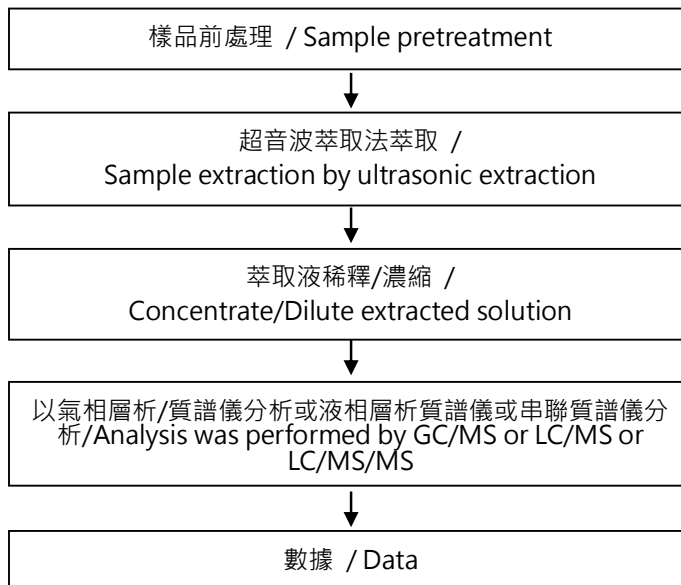 樣品前處理 / Sample pretreatment
超音波萃取法萃取 /
Sample extraction by ultrasonic extraction
萃取液稀釋/濃縮 /
Concentrate/Dilute extracted solution
以氣相層析/質譜儀分析或液相層析質譜儀或串聯質譜儀分
析/Analysis was performed by GC/MS or LC/MS or
LC/MS/MS
數據 / Data